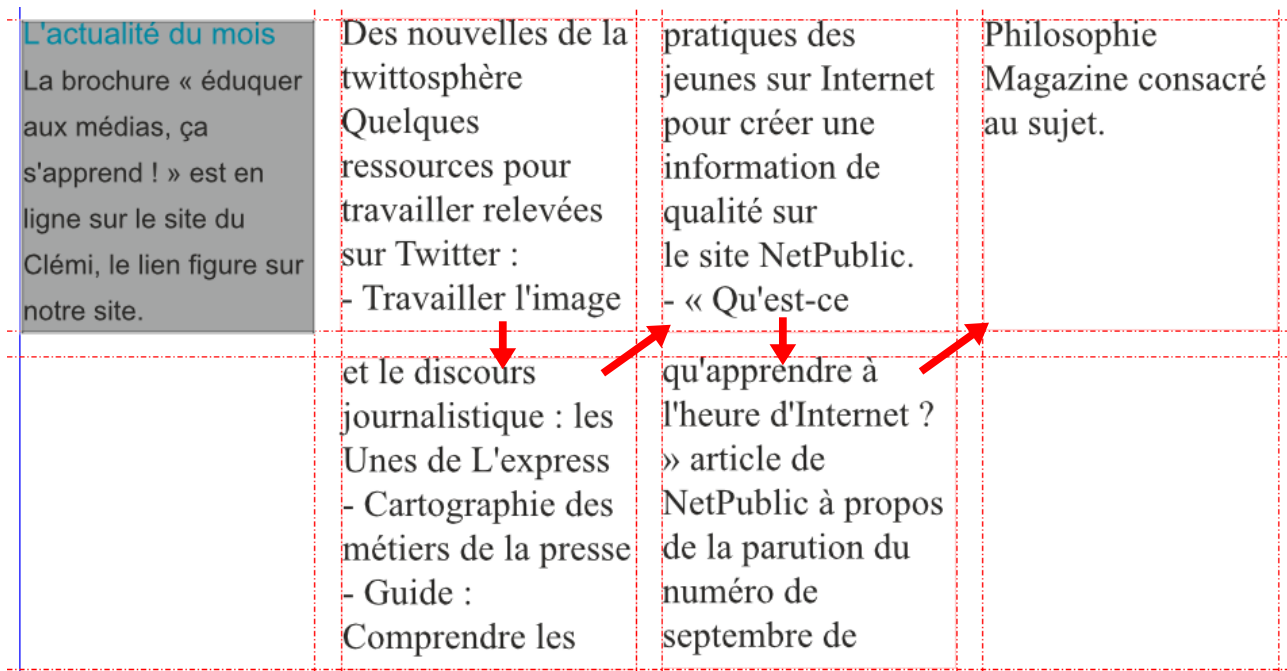 L'actualité du mois
La brochure « éduquer
aux médias, ça
s'apprend ! » est en
ligne sur le site du
Clémi, le lien figure sur
notre site.
Des nouvelles de la
twittosphère
Quelques
ressources pour
travailler relevées
sur Twitter :
- Travailler l'image
et le discours
journalistique : les
Unes de L'express
- Cartographie des
métiers de la presse
- Guide :
Comprendre les
pratiques des
jeunes sur Internet
pour créer une
information de
qualité sur
le site NetPublic.
- « Qu'est-ce
qu'apprendre à
l'heure d'Internet ?
» article de
NetPublic à propos
de la parution du
numéro de
septembre de
Philosophie
Magazine consacré
au sujet.